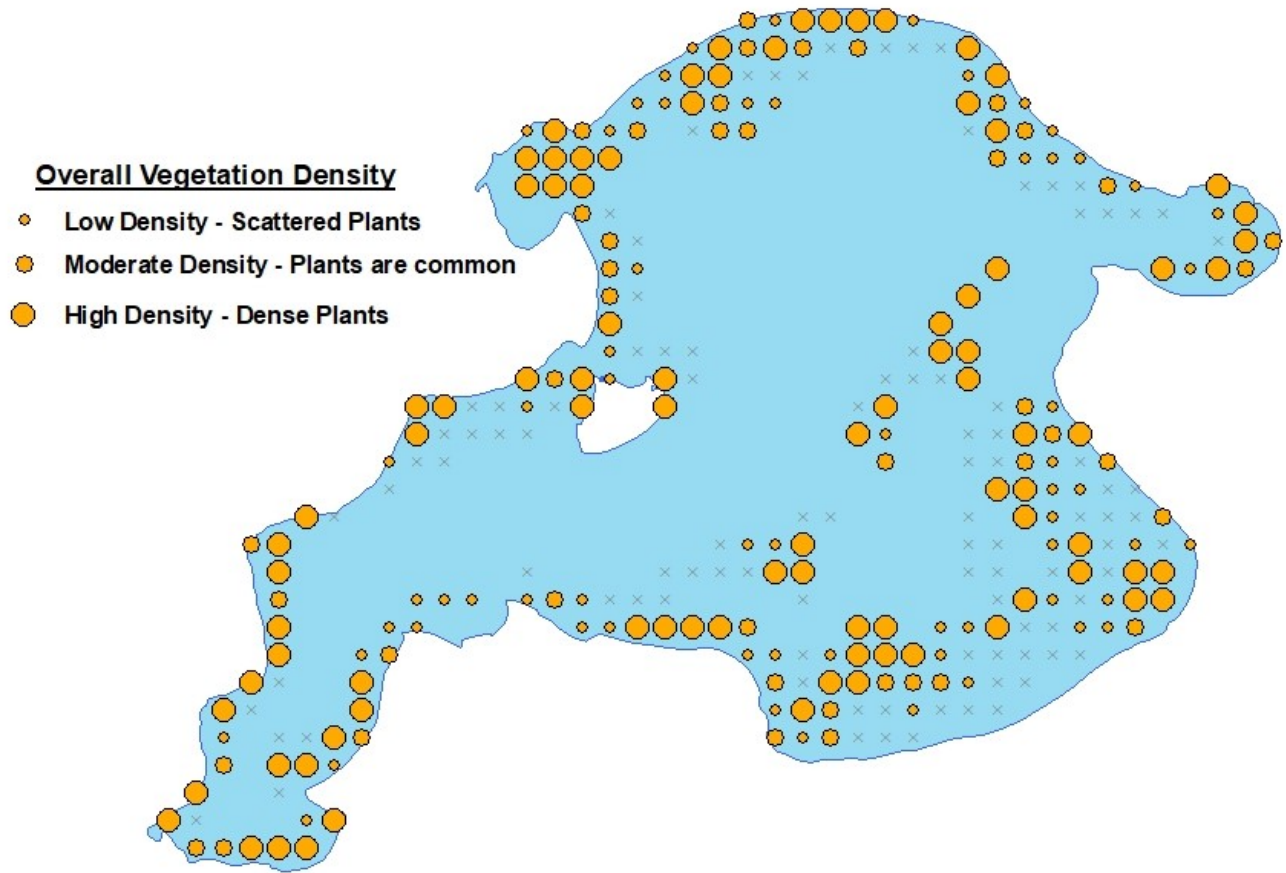 Overall Vegetation Density
Low Density - Scattered Plants
Moderate Density - Plants are common
High Density - Dense Plants